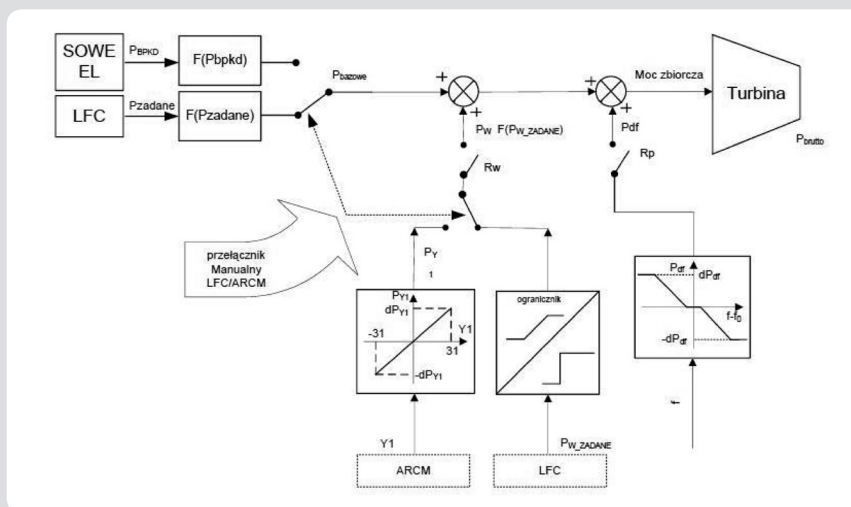 SOWE
EL
PBPKD
F(Pbpkd)
LFC
Pzadane
F(Pzadane)
Pbazowe
+
+
PW F(PW_ZADANE)
Rw
+
+
Pdf
Rp
Moc zbiorcza
Turbina
Pbrutto
przełącznik
Manualny
LFC/ARCM
PY
1
PY1
dPY1
-31
Y1
31
-dPY1
ogranicznik
Pdf
dPdf
f-f0
-dPdf
f
Y1
PW_ZADANE
ARCM
LFC